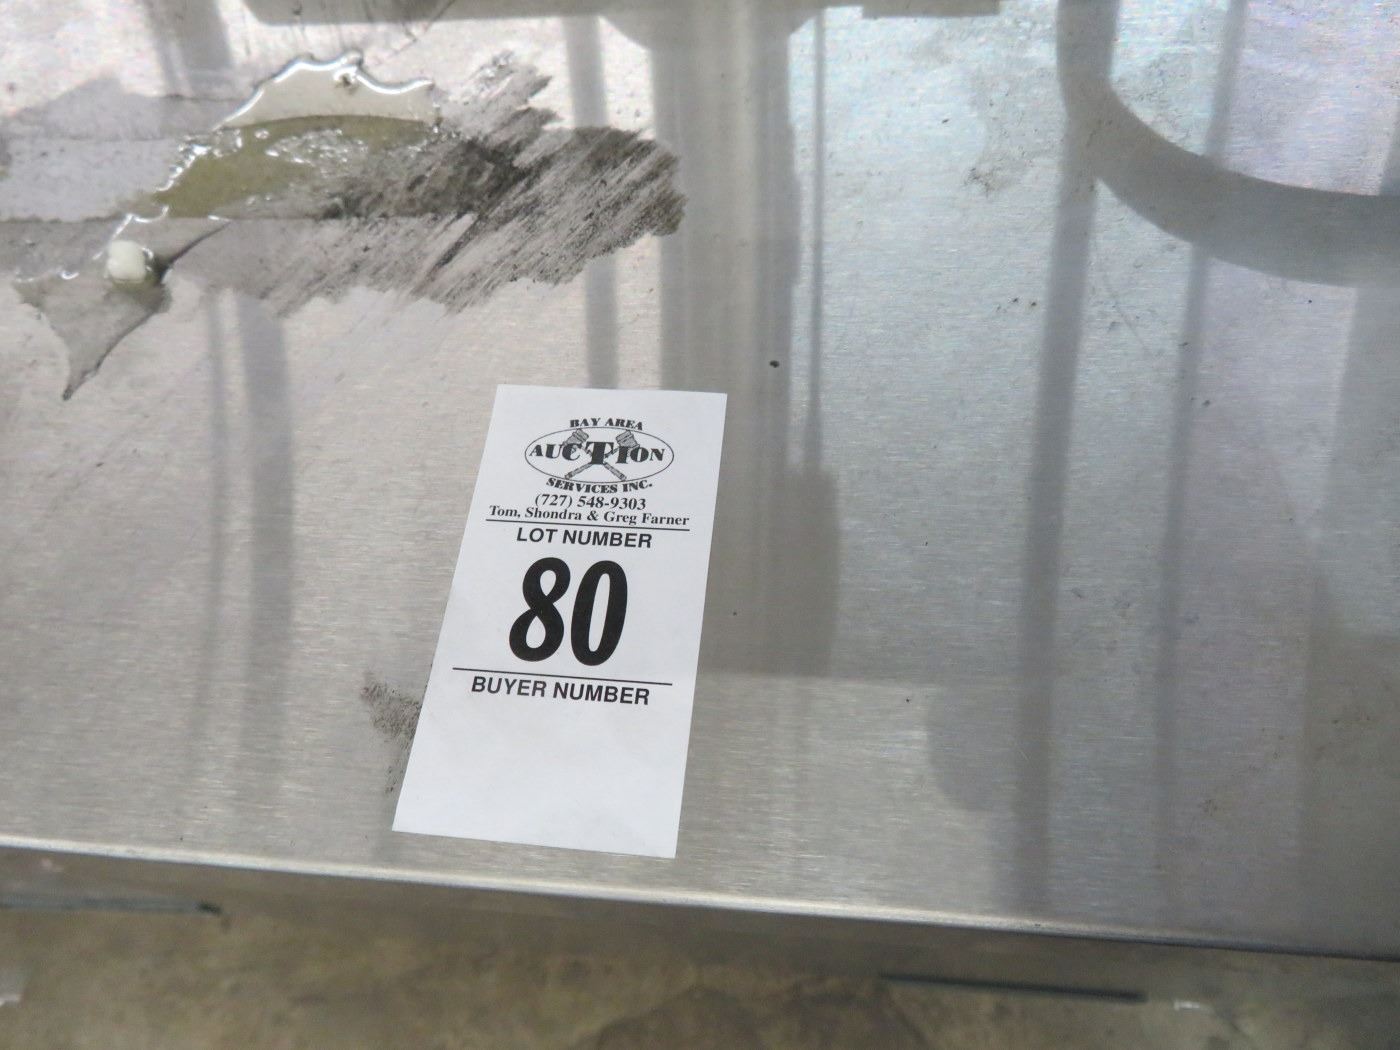 BAY AREA
AUCTION
SERVICES INC.
(727) 548-9303
Tom, Shondra & Greg Farner
LOT NUMBER
80
BUYER NUMBER